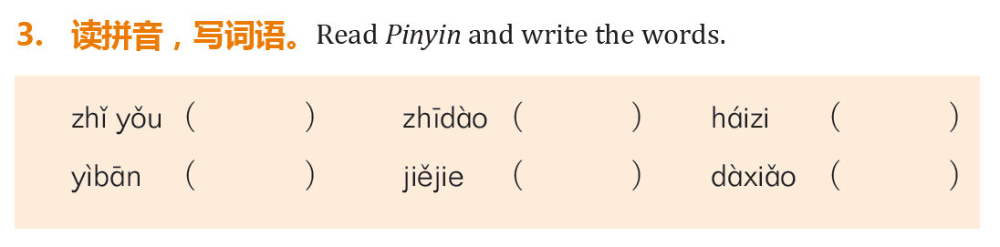 3. 读拼音，写词语。Read Pinyin and write the words.
zhǐ yǒu （ ） zhīdào （ ） háizi （ ）
yìbān （ ） jiějie （ ） dàxiǎo （ ）